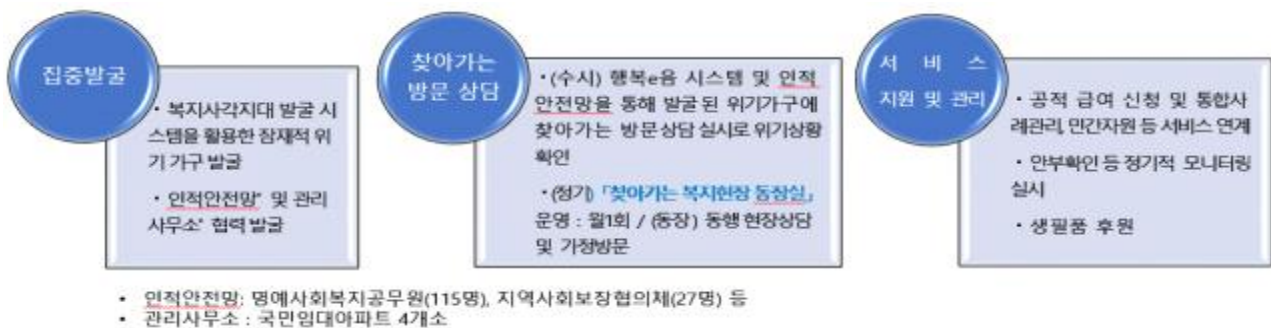 집중발굴
• 복지사각지대 발굴 시
스템을 활용한 잠재적 위
기 가구 발굴
• 인적안전망* 및 관리
사무소* 협력 발굴
찾아가는
방문 상담
•(수시) 행복e음 시스템 및 인적
안전망을 통해 발굴된 위기가구에
찾아가는 방문상담 실시로 위기상황
확인
•(정기)「찾아가는 복지현장 동장실」
운영 : 월1회 / (동장) 동행 현장상담
및 가정방문
서 비 스
지원 및 관리
• 공적 급여 신청 및 통합사
례관리, 민간자원 등 서비스 연계
• 안부확인 등 정기적 모니터링
실시
• 생필품 후원
• 인적안전망: 명예사회복지공무원(115명), 지역사회보장협의체(27명) 등
• 관리사무소 : 국민임대아파트 4개소